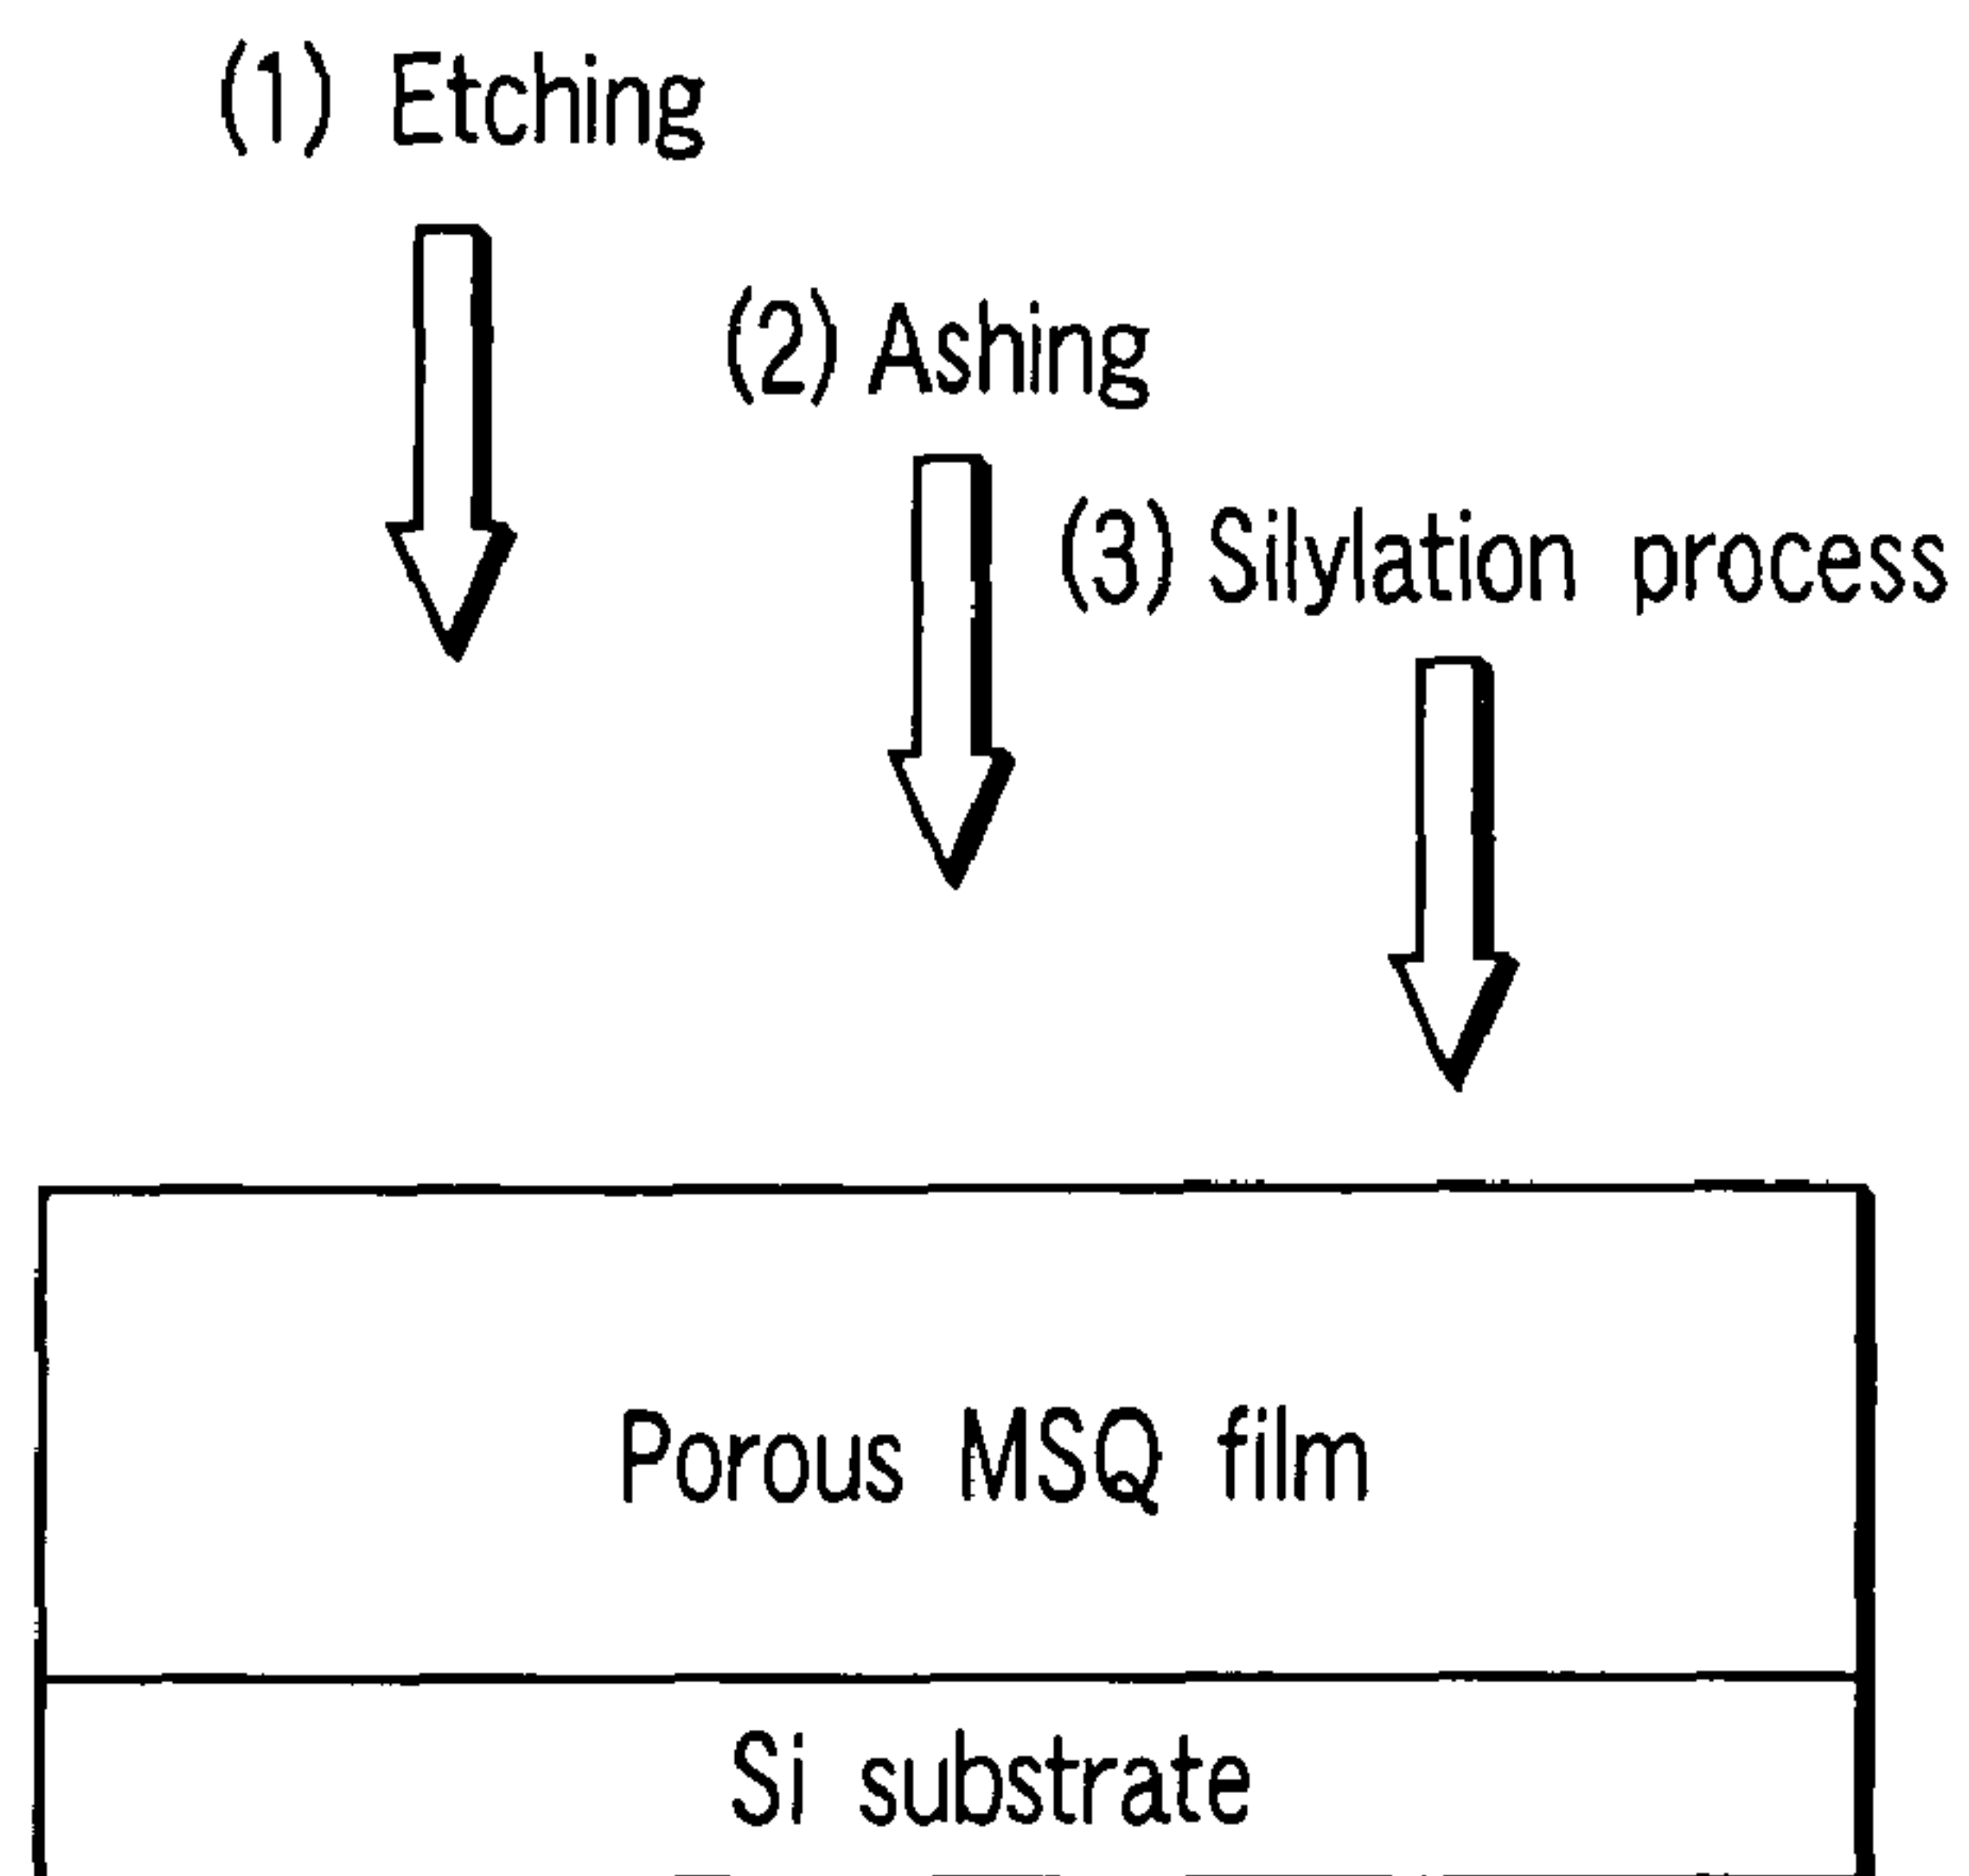 (1) Etching
(2) Ashing
(3) Silylation process
Porous MSQ film
Si substrate